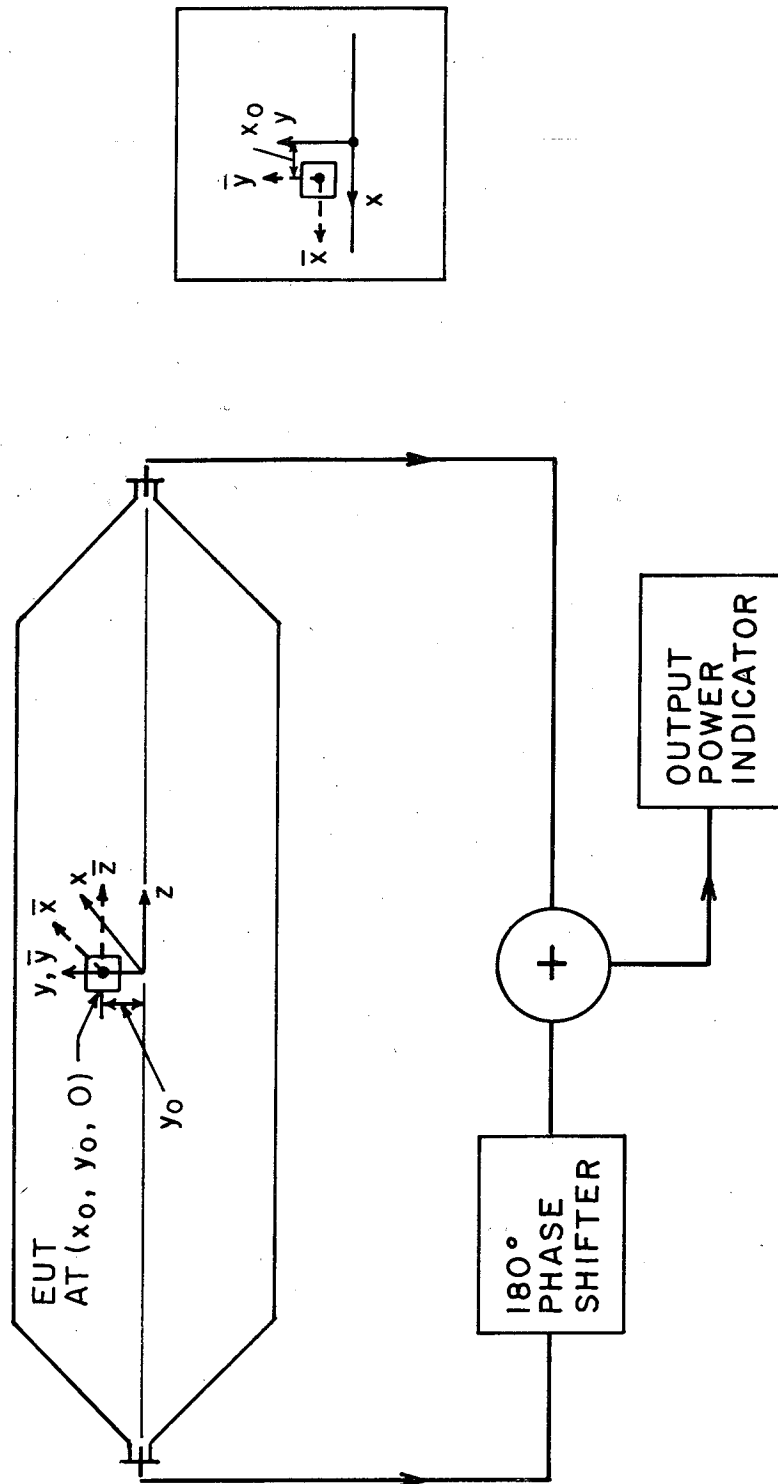 EUT
AT (x₀, y₀, 0)
y, y̅
x̅
x
z̅
z
y₀
180°
PHASE
SHIFTER
+
OUTPUT
POWER
INDICATOR
y̅
x₀
y
x̅
x